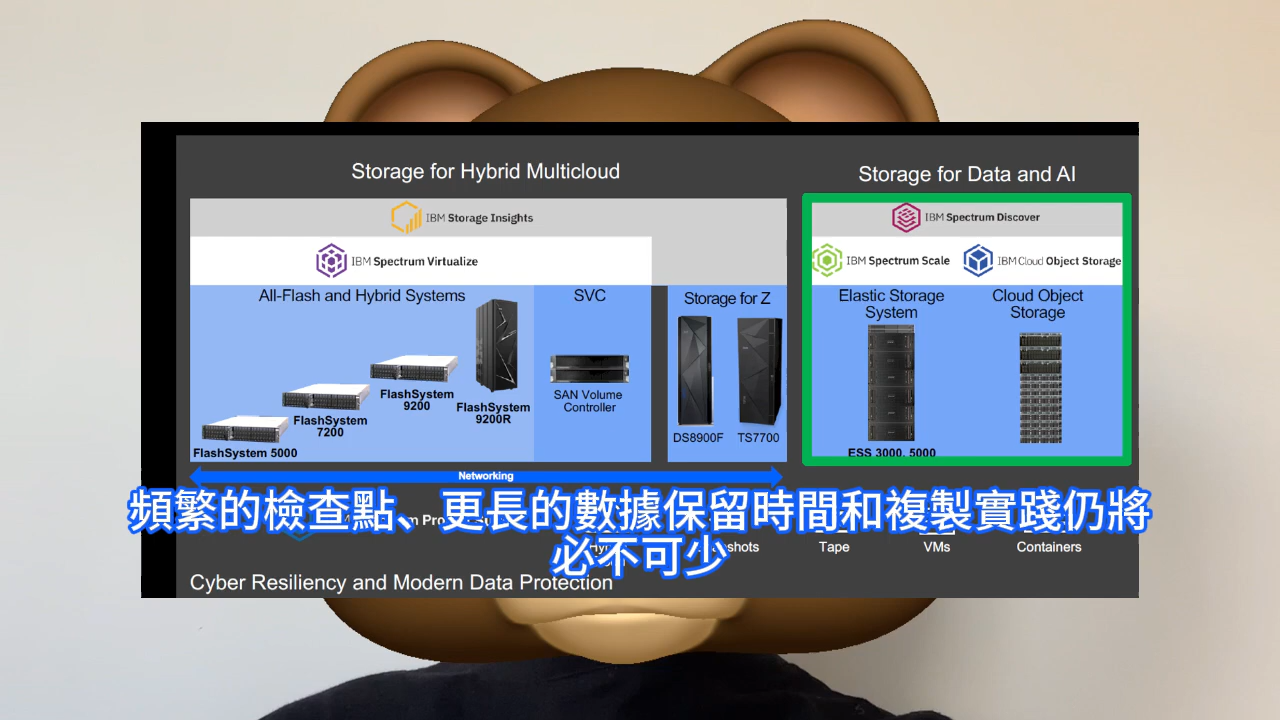 Storage for Hybrid Multicloud
Storage for Data and AI
IBM Storage Insights
IBM Spectrum Discover
IBM Spectrum Virtualize
IBM Spectrum Scale
IBM Cloud Object Storage
All-Flash and Hybrid Systems
SVC
Storage for Z
Elastic Storage
System
Cloud Object
Storage
FlashSystem
9200
FlashSystem
9200R
SAN Volume
Controller
FlashSystem
7200
DS8900F
TS7700
FlashSystem 5000
ESS 3000, 5000
Networking
頻繁的檢查點、更長的數據保留時間和複製實踐仍將
必不可少
Tape
VMs
Containers
Cyber Resiliency and Modern Data Protection